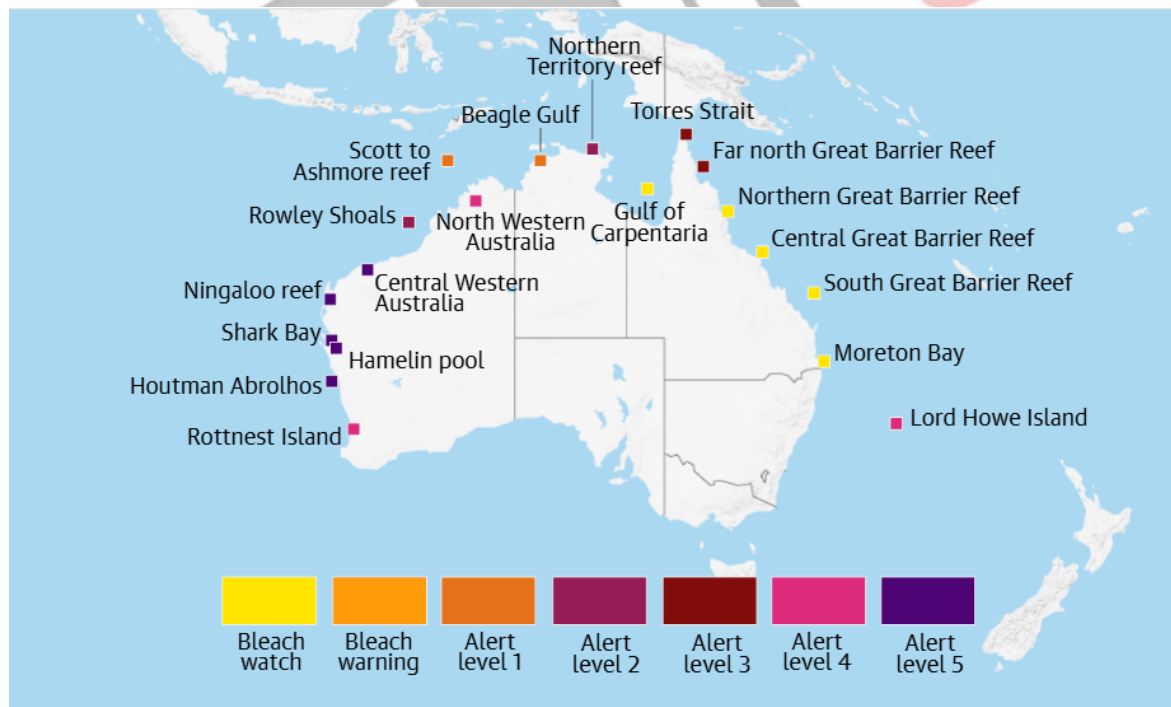 Northern
Territory reef
Beagle Gulf
Torres Strait
Scott to
Ashmore reef
Far north Great Barrier Reef
Rowley Shoals
North Western
Australia
Gulf of
Carpentaria
Northern Great Barrier Reef
Central Great Barrier Reef
Ningaloo reef
Central Western
Australia
South Great Barrier Reef
Shark Bay
Hamelin pool
Moreton Bay
Houtman Abrolhos
Rottnest Island
Lord Howe Island
Bleach
watch
Bleach
warning
Alert
level 1
Alert
level 2
Alert
level 3
Alert
level 4
Alert
level 5